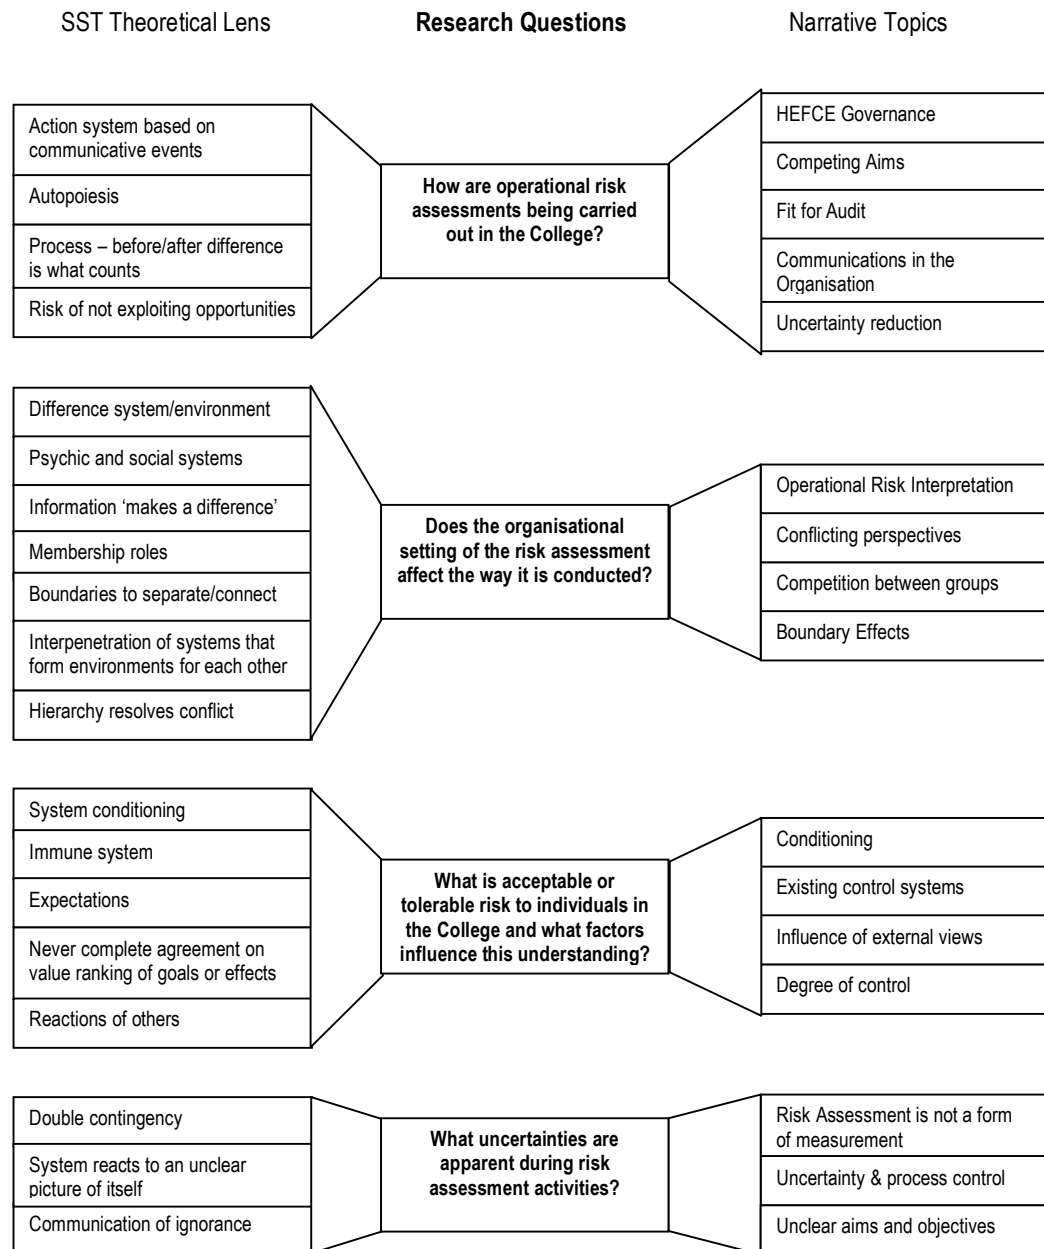 SST Theoretical Lens
Research Questions
Narrative Topics
Action system based on
communicative events
Autopoiesis
Process – before/after difference
is what counts
Risk of not exploiting opportunities
How are operational risk
assessments being carried
out in the College?
HEFCE Governance
Competing Aims
Fit for Audit
Communications in the
Organisation
Uncertainty reduction
Difference system/environment
Psychic and social systems
Information ‘makes a difference’
Membership roles
Boundaries to separate/connect
Interpenetration of systems that
form environments for each other
Hierarchy resolves conflict
Does the organisational
setting of the risk assessment
affect the way it is conducted?
Operational Risk Interpretation
Conflicting perspectives
Competition between groups
Boundary Effects
System conditioning
Immune system
Expectations
Never complete agreement on
value ranking of goals or effects
Reactions of others
What is acceptable or
tolerable risk to individuals in
the College and what factors
influence this understanding?
Conditioning
Existing control systems
Influence of external views
Degree of control
Double contingency
System reacts to an unclear
picture of itself
Communication of ignorance
What uncertainties are
apparent during risk
assessment activities?
Risk Assessment is not a form
of measurement
Uncertainty & process control
Unclear aims and objectives